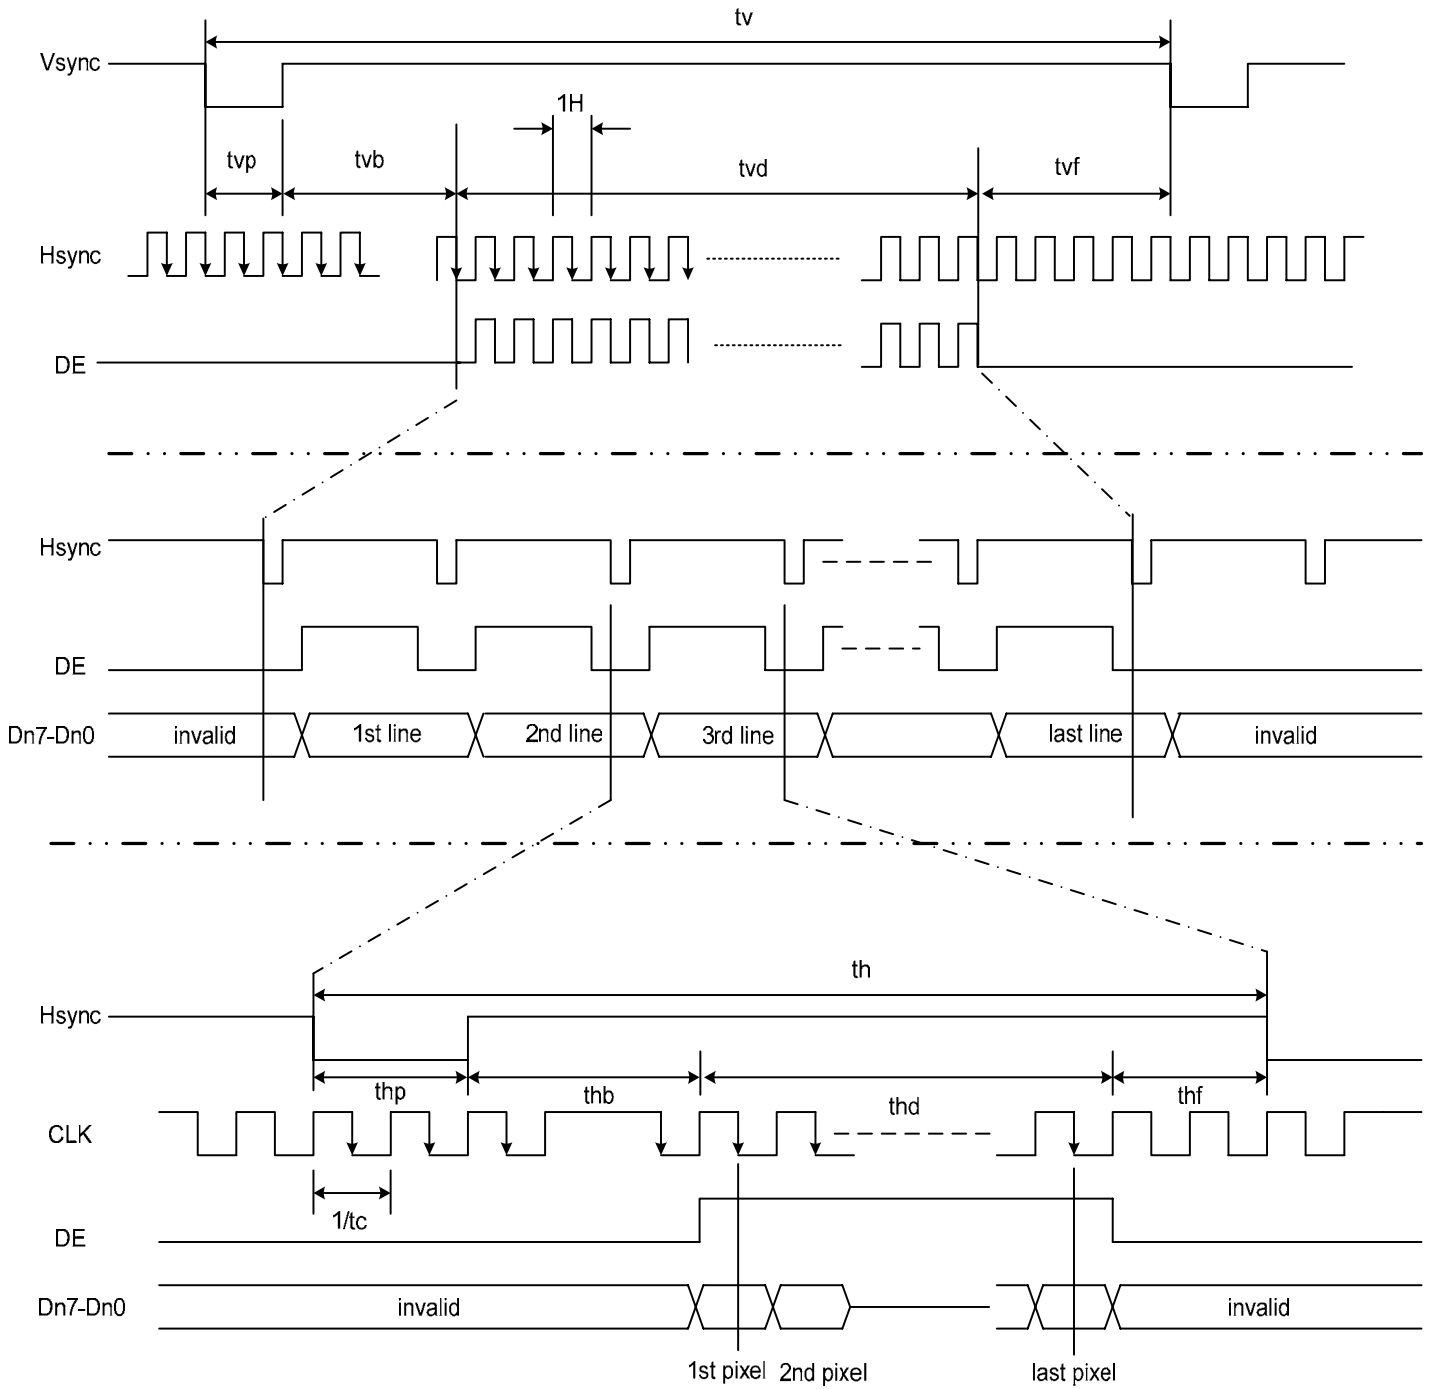 tv
Vsync
1H
tvp
tvb
tvd
tvf
Hsync
DE
Hsync
DE
Dn7-Dn0
invalid
1st line
2nd line
3rd line
last line
invalid
th
Hsync
thp
thb
thd
thf
CLK
1/tc
DE
Dn7-Dn0
invalid
invalid
1st pixel
2nd pixel
last pixel